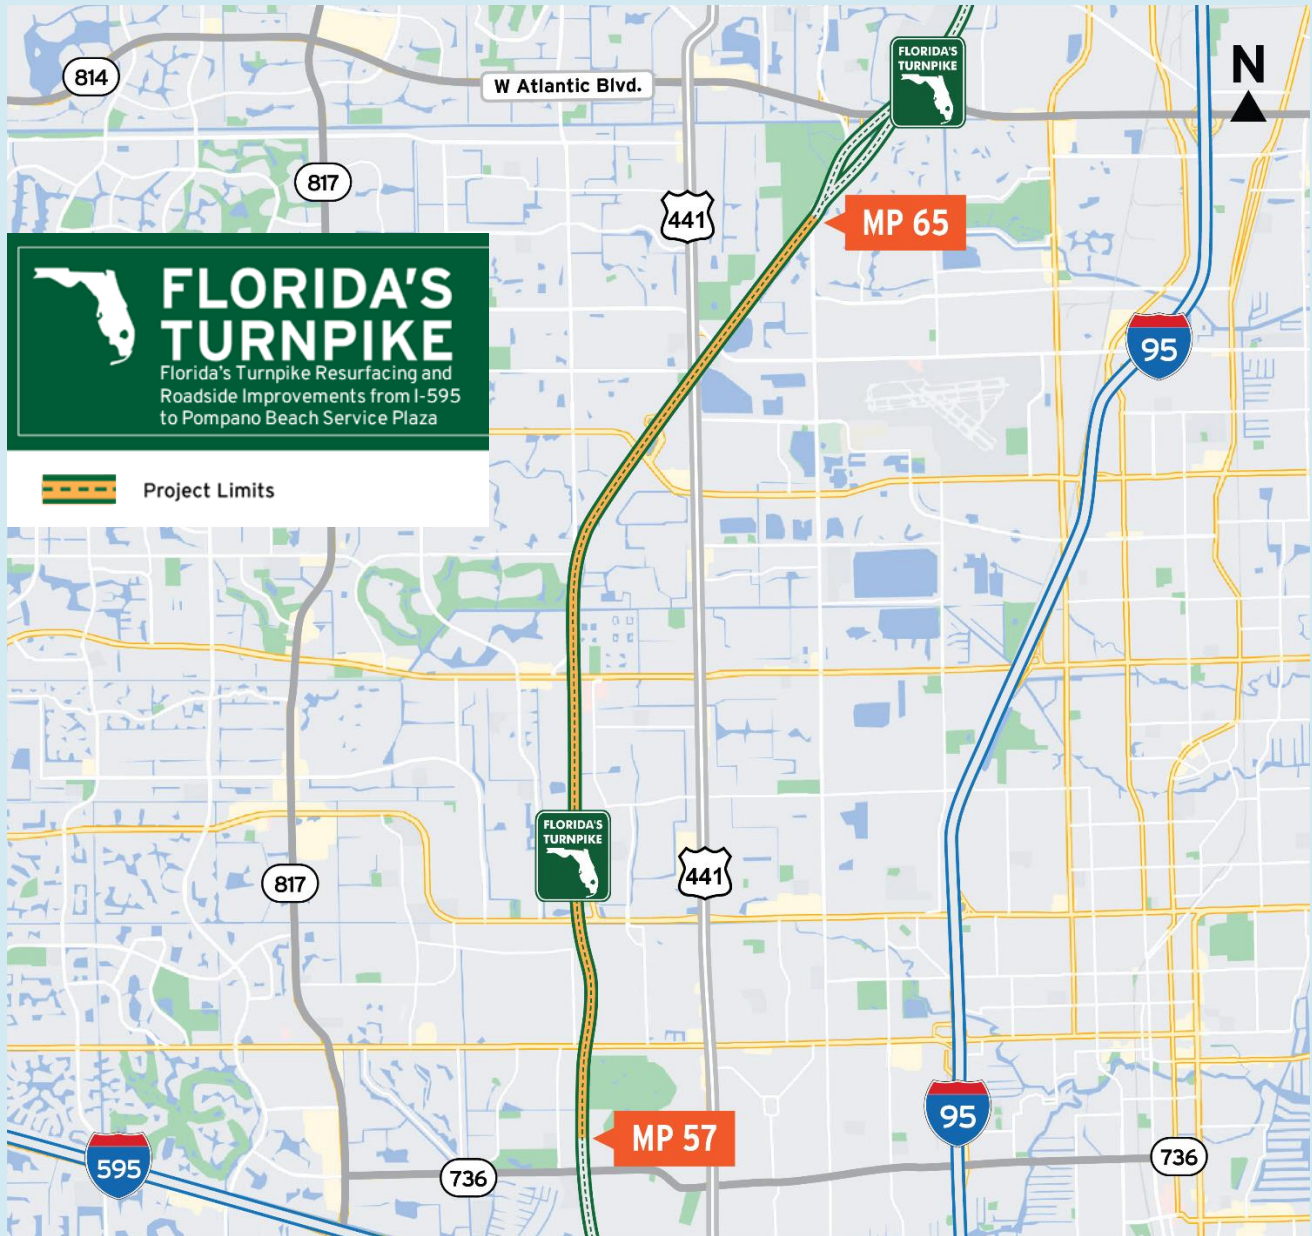 FLORIDA'S
TURNPIKE
N
814
W Atlantic Blvd.
817
441
MP 65
FLORIDA'S
TURNPIKE
Florida's Turnpike Resurfacing and
Roadside Improvements from I-595
to Pompano Beach Service Plaza
95
Project Limits
FLORIDA'S
TURNPIKE
817
441
95
MP 57
595
736
736